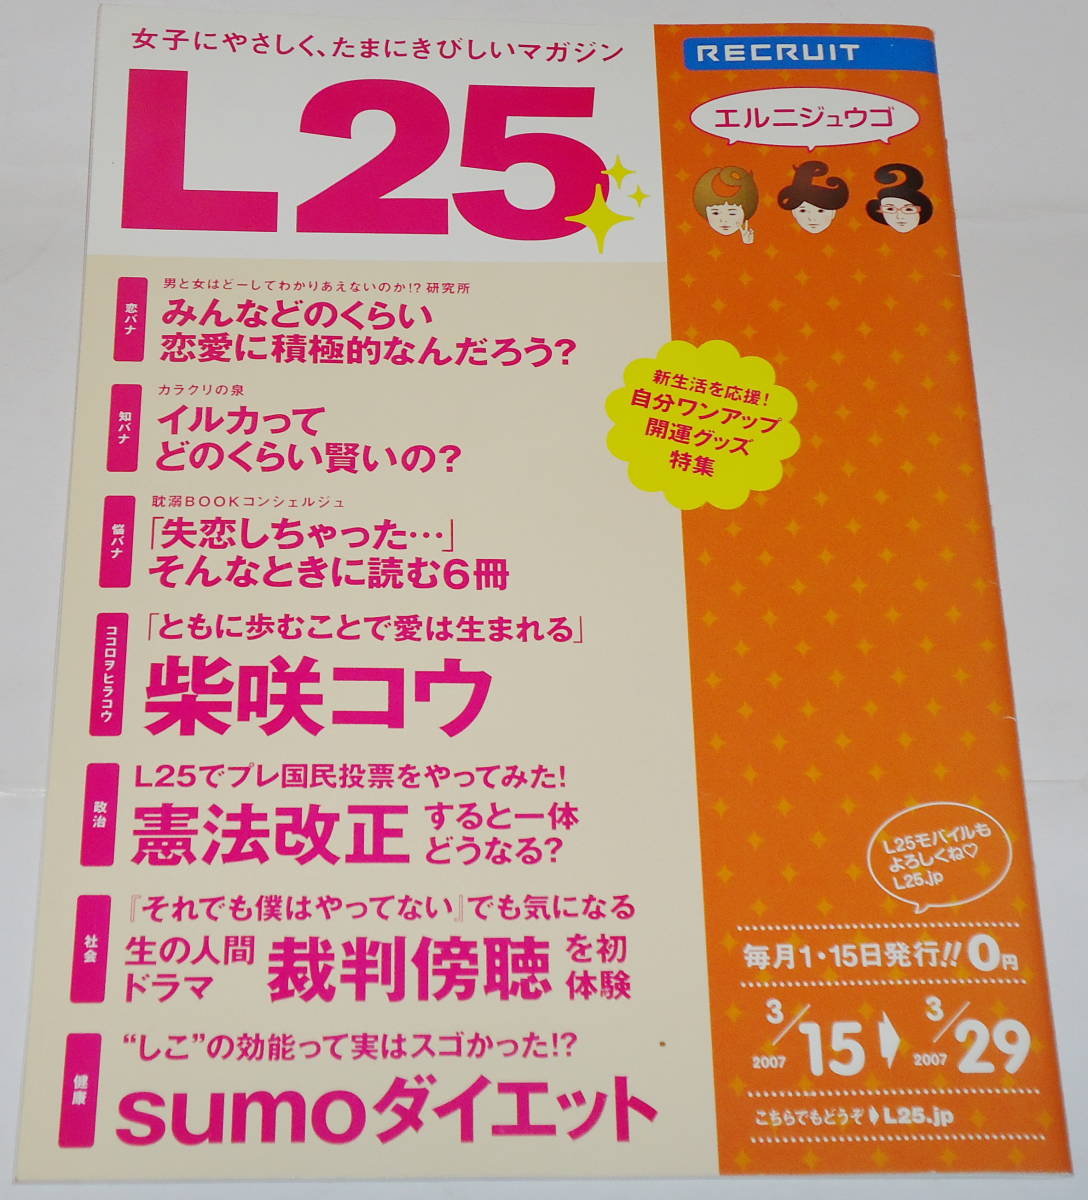 女子にやさしく、たまにきびしいマガジン
L25
RECRUIT
エルニジュウゴ
恋バナ
男と女はどーしてわかりあえないのか!? 研究所
みんなどのくらい
恋愛に積極的なんだろう?
知バナ
カラクリの泉
イルカって
どのくらい賢いの?
悩バナ
耽溺BOOKコンシェルジュ
「失恋しちゃった…」
そんなときに読む6冊
ココロヲヒラコウ
「ともに歩むことで愛は生まれる」
柴咲コウ
政治
L25でプレ国民投票をやってみた!
憲法改正
すると一体
どうなる?
社会
『それでも僕はやってない』でも気になる
生の人間
ドラマ
裁判傍聴
を初
体験
健康
“しこ”の効能って実はスゴかった!?
sumoダイエット
新生活を応援!
自分ワンアップ
開運グッズ
特集
L25モバイルも
よろしくね♡
L25.jp
毎月1・15日発行!! 0円
2007 3/15 ▶ 2007 3/29
こちらでもどうぞ▶L25.jp